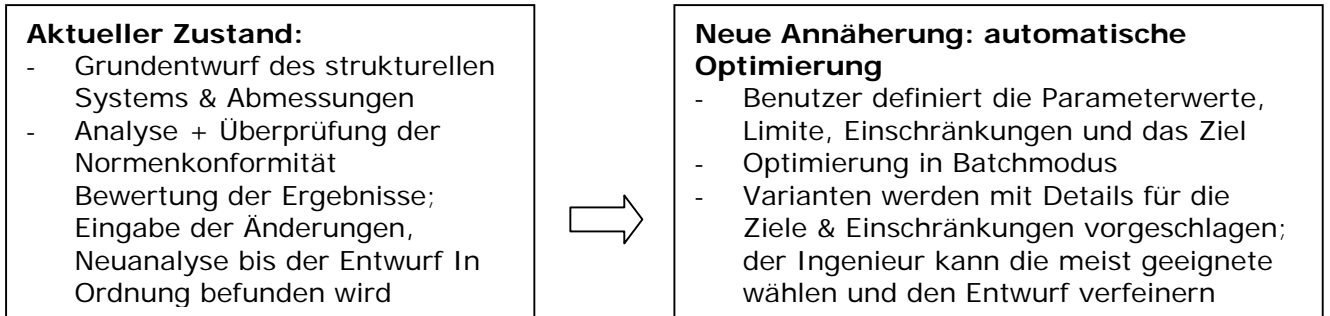 Aktueller Zustand:
- Grundentwurf des strukturellen
Systems & Abmessungen
- Analyse + Überprüfung der
Normenkonformität
Bewertung der Ergebnisse;
Eingabe der Änderungen,
Neuanalyse bis der Entwurf In
Ordnung befunden wird
Neue Annäherung: automatische
Optimierung
- Benutzer definiert die Parameterwerte,
Limite, Einschränkungen und das Ziel
- Optimierung in Batchmodus
- Varianten werden mit Details für die
Ziele & Einschränkungen vorgeschlagen;
der Ingenieur kann die meist geeignete
wählen und den Entwurf verfeinern